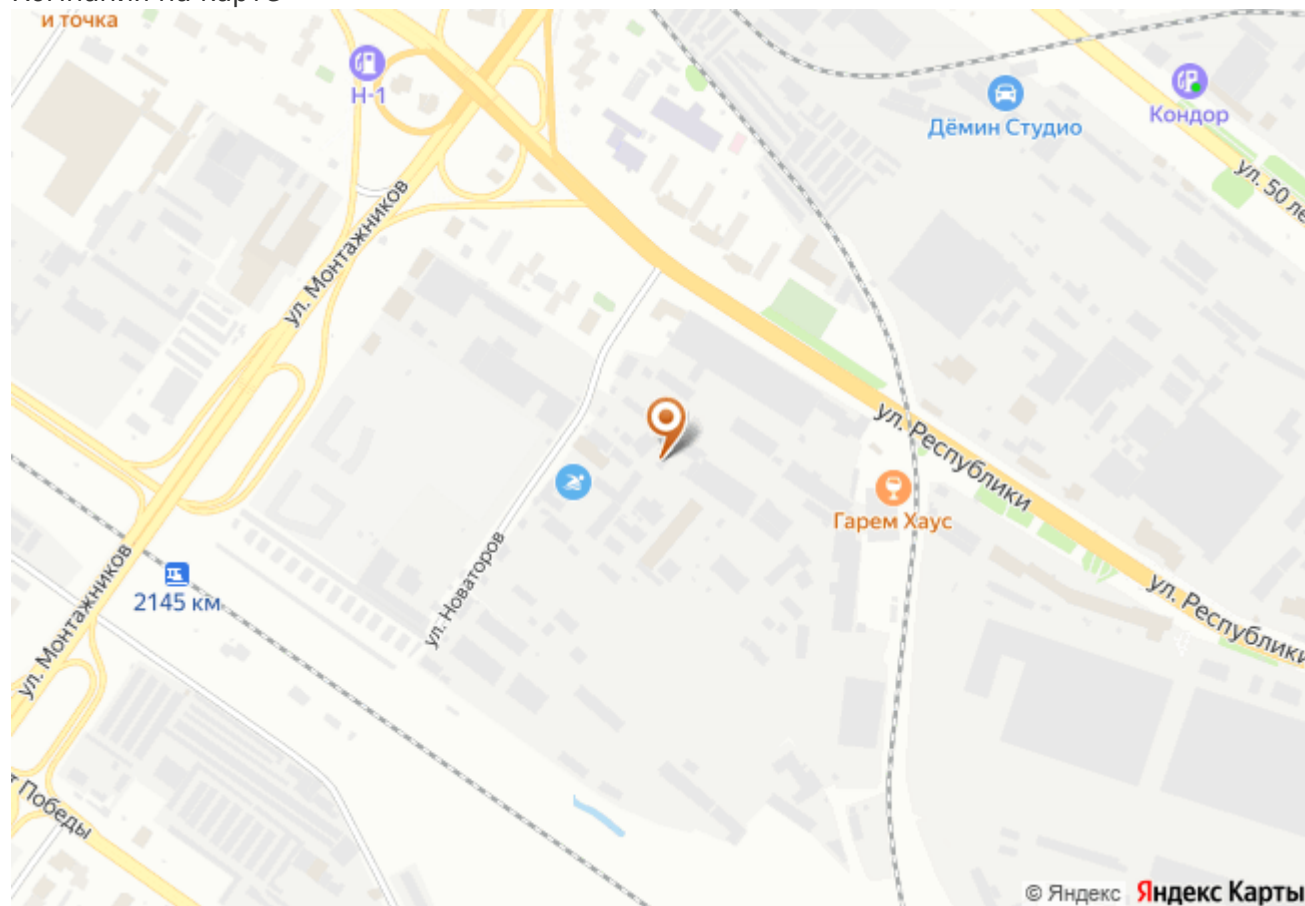 и точка
Н-1
Дёмин Студио
Кондор
ул. 50 ле
ул. Монтажников
ул. Республики
Гарем Хаус
ул. Новаторов
2145 км
ул. Монтажников
ул. Республики
т Победы
© Яндекс Яндекс Карты